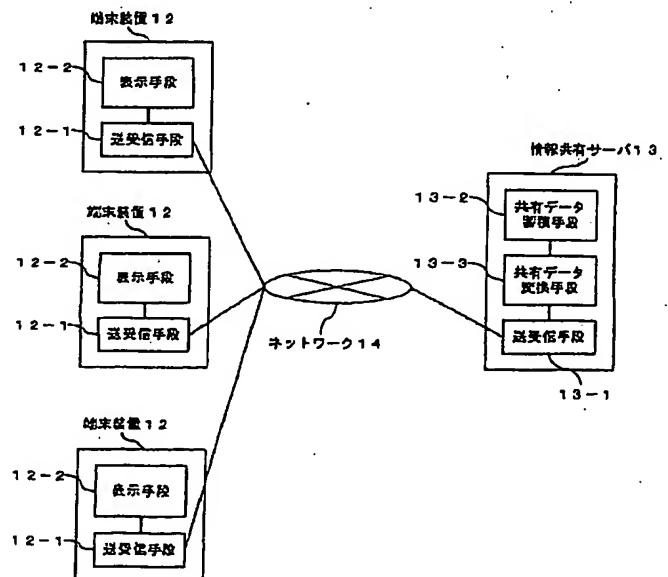 端末装置12
12-2
表示手段
12-1
送受信手段
情報共有サーバ13
13-2
共有データ
蓄積手段
13-3
共有データ
変換手段
送受信手段
13-1
端末装置12
12-2
表示手段
12-1
送受信手段
ネットワーク14
端末装置12
12-2
表示手段
12-1
送受信手段